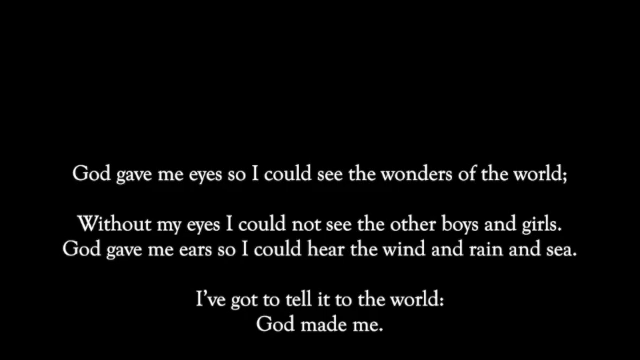 God gave me eyes so I could see the wonders of the world;
Without my eyes I could not see the other boys and girls.
God gave me ears so I could hear the wind and rain and sea.
I've got to tell it to the world:
God made me.